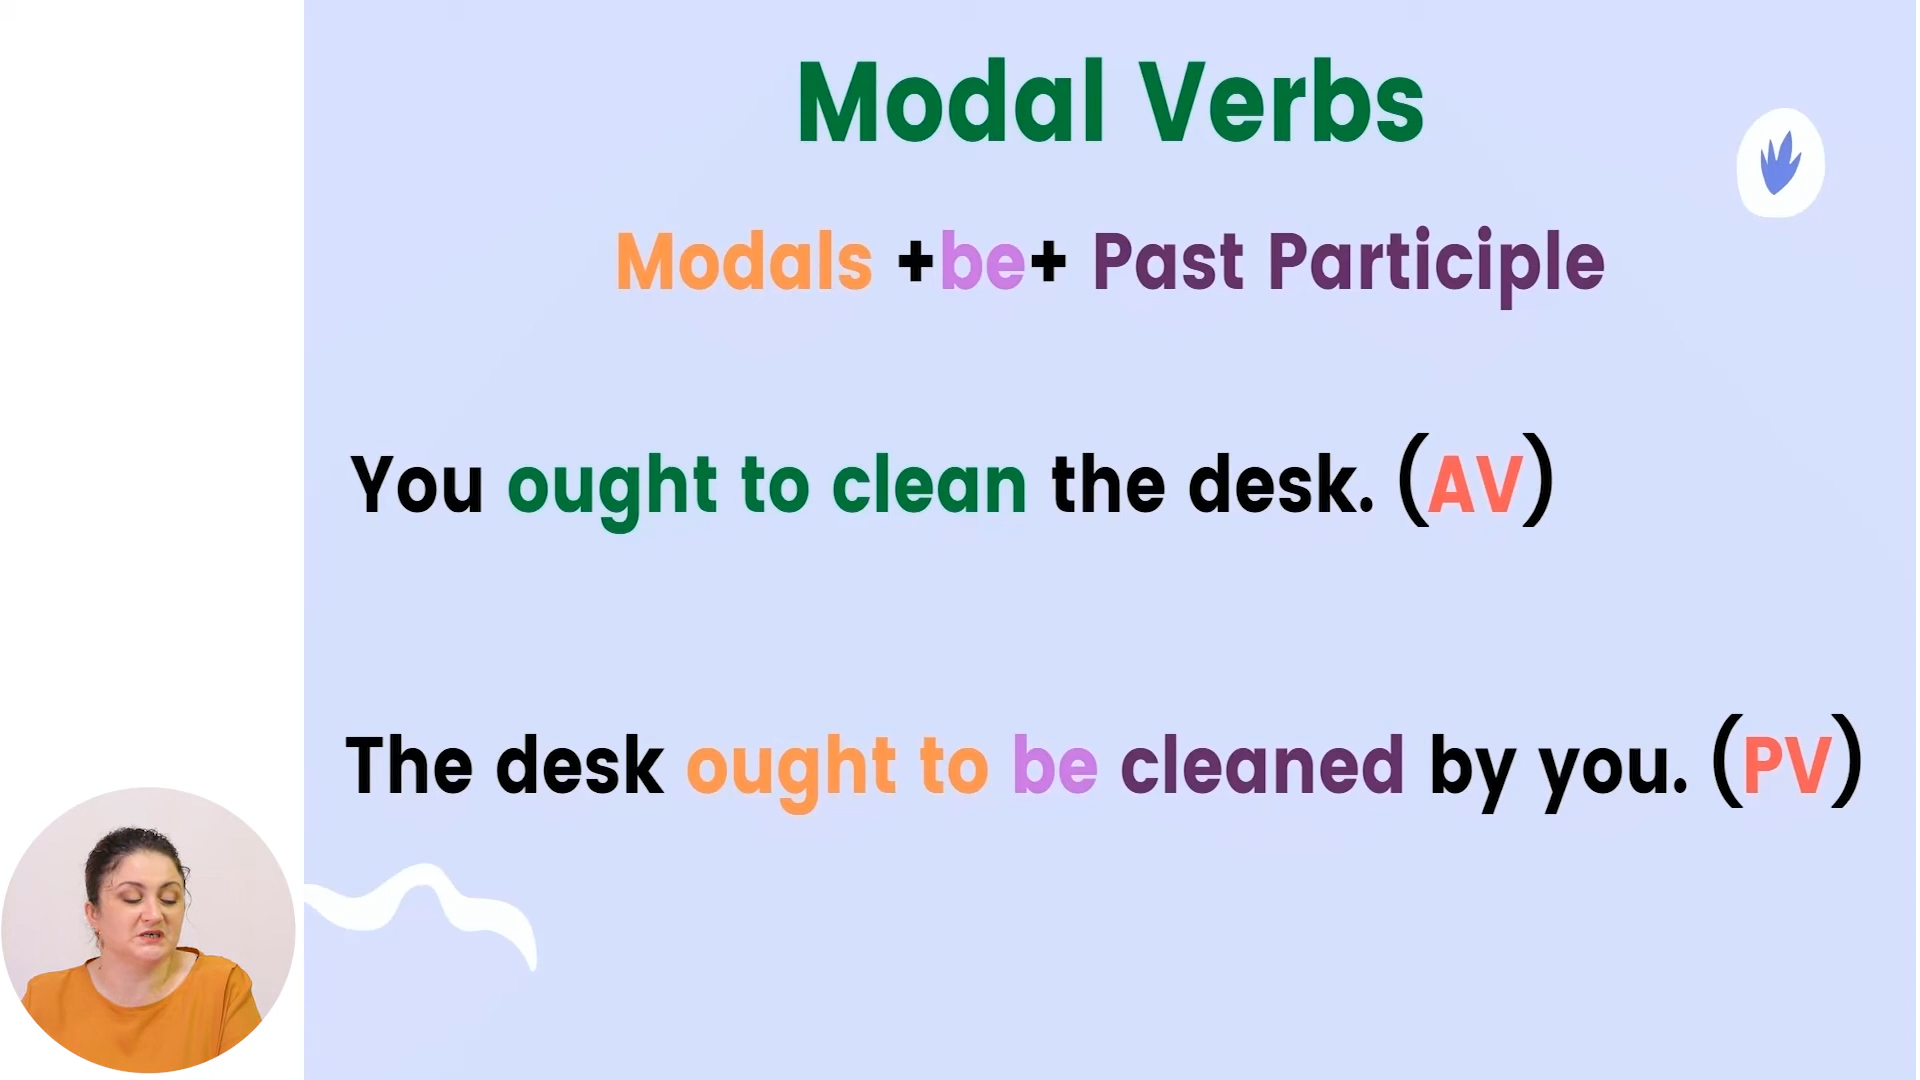 Modal Verbs
Modals +be+ Past Participle
You ought to clean the desk. (AV)
The desk ought to be cleaned by you. (PV)